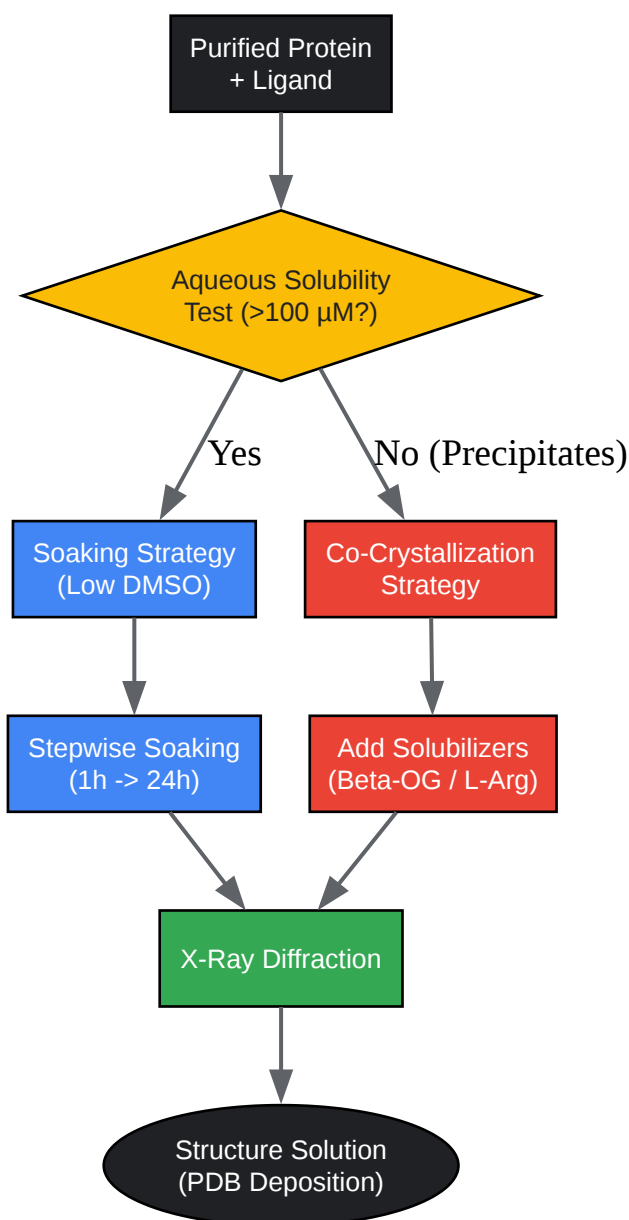 Purified Protein
+ Ligand
Aqueous Solubility
Test (>100 µM?)
Yes
No (Precipitates)
Soaking Strategy
(Low DMSO)
Co-Crystallization
Strategy
Stepwise Soaking
(1h -> 24h)
Add Solubilizers
(Beta-OG / L-Arg)
X-Ray Diffraction
Structure Solution
(PDB Deposition)